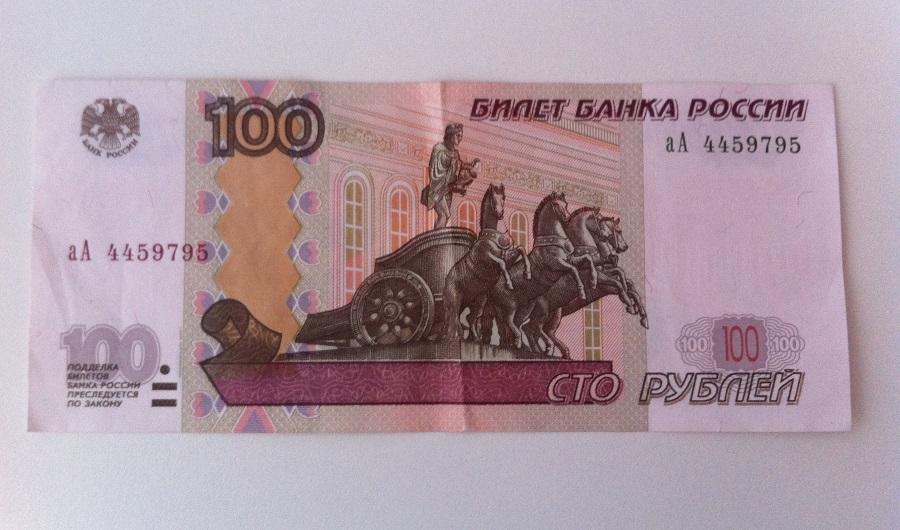 БАНК РОССИИ
100
БИЛЕТ БАНКА РОССИИ
аА 4459795
аА 4459795
100
ПОДДЕЛКА
БИЛЕТОВ
БАНКА РОССИИ
ПРЕСЛЕДУЕТСЯ
ПО ЗАКОНУ
100 100 100
СТО РУБЛЕЙ